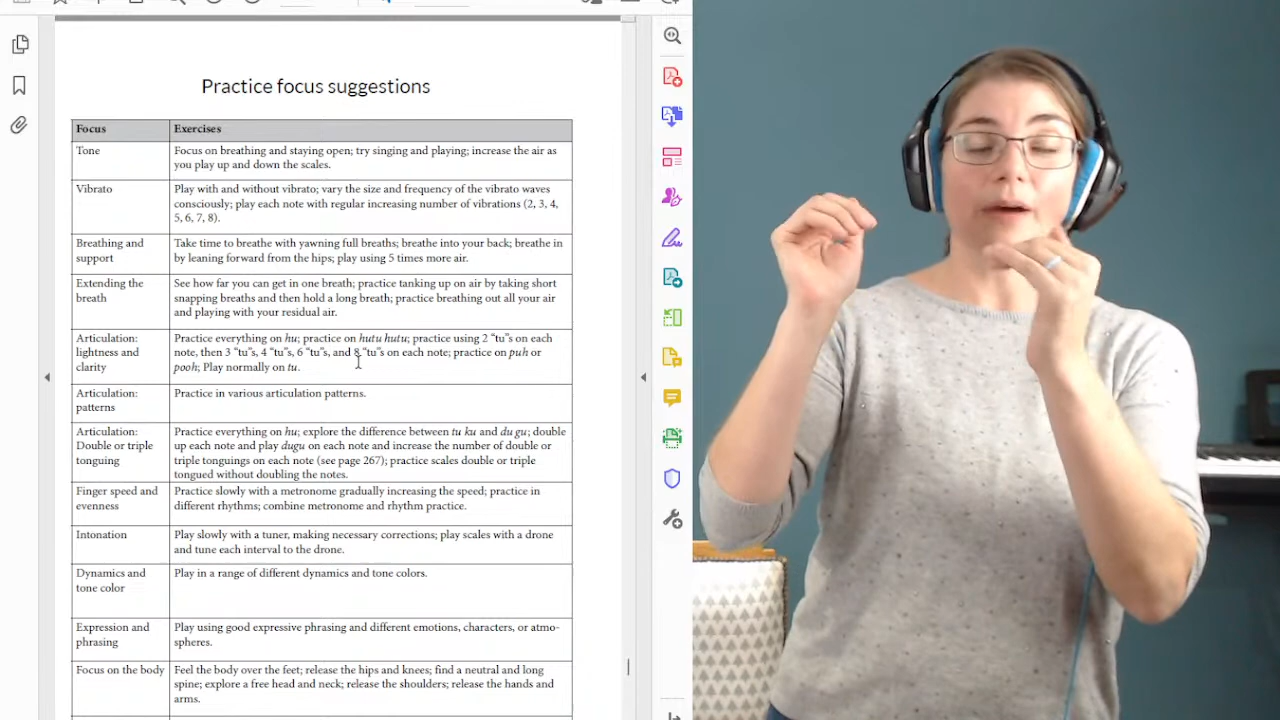 Practice focus suggestions
Focus
Exercises
Tone
Focus on breathing and staying open; try singing and playing; increase the air as
you play up and down the scales.
Vibrato
Play with and without vibrato; vary the size and frequency of the vibrato waves
consciously; play each note with regular increasing number of vibrations (2, 3, 4,
5, 6, 7, 8).
Breathing and
support
Take time to breathe with yawning full breaths; breathe into your back; breathe in
by leaning forward from the hips; play using 5 times more air.
Extending the
breath
See how far you can get in one breath; practice tanking up on air by taking short
snapping breaths and then hold a long breath; practice breathing out all your air
and playing with your residual air.
Articulation:
lightness and
clarity
Practice everything on hu; practice on hutu hutu; practice using 2 “tu”s on each
note, then 3 “tu”s, 4 “tu”s, 6 “tu”s, and 8 “tu”s on each note; practice on puh or
pooh; Play normally on tu.
Articulation:
patterns
Practice in various articulation patterns.
Articulation:
Double or triple
tonguing
Practice everything on hu; explore the difference between tu ku and du gu; double
up each note and play dugu on each note and increase the number of double or
triple tonguings on each note (see page 267); practice scales double or triple
tongued without doubling the notes.
Finger speed and
evenness
Practice slowly with a metronome gradually increasing the speed; practice in
different rhythms; combine metronome and rhythm practice.
Intonation
Play slowly with a tuner, making necessary corrections; play scales with a drone
and tune each interval to the drone.
Dynamics and
tone color
Play in a range of different dynamics and tone colors.
Expression and
phrasing
Play using good expressive phrasing and different emotions, characters, or atmo-
spheres.
Focus on the body
Feel the body over the feet; release the hips and knees; find a neutral and long
spine; explore a free head and neck; release the shoulders; release the hands and
arms.